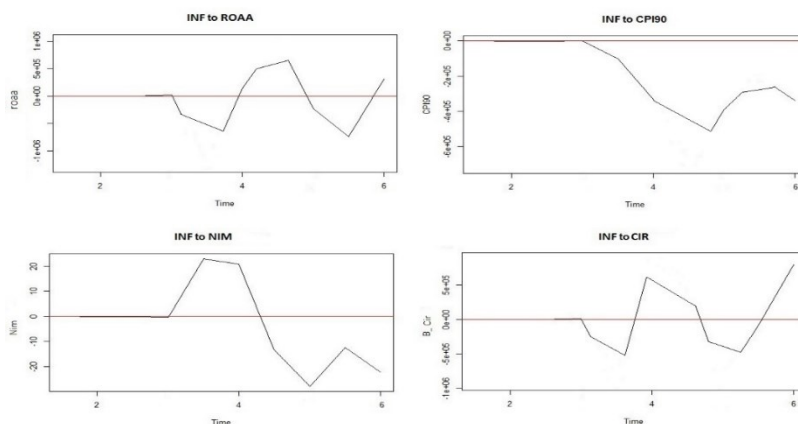 INF to ROAA
roaa
1e+06
5e+05
0e+00
-1e+06
2
4
6
Time
INF to CPI90
CPI90
0e+00
-2e+05
-4e+05
-6e+05
2
4
6
Time
INF to NIM
Nim
20
10
0
-10
-20
2
4
6
Time
INF to CIR
B_Cir
5e+05
0e+00
-5e+05
-1e+06
2
4
6
Time